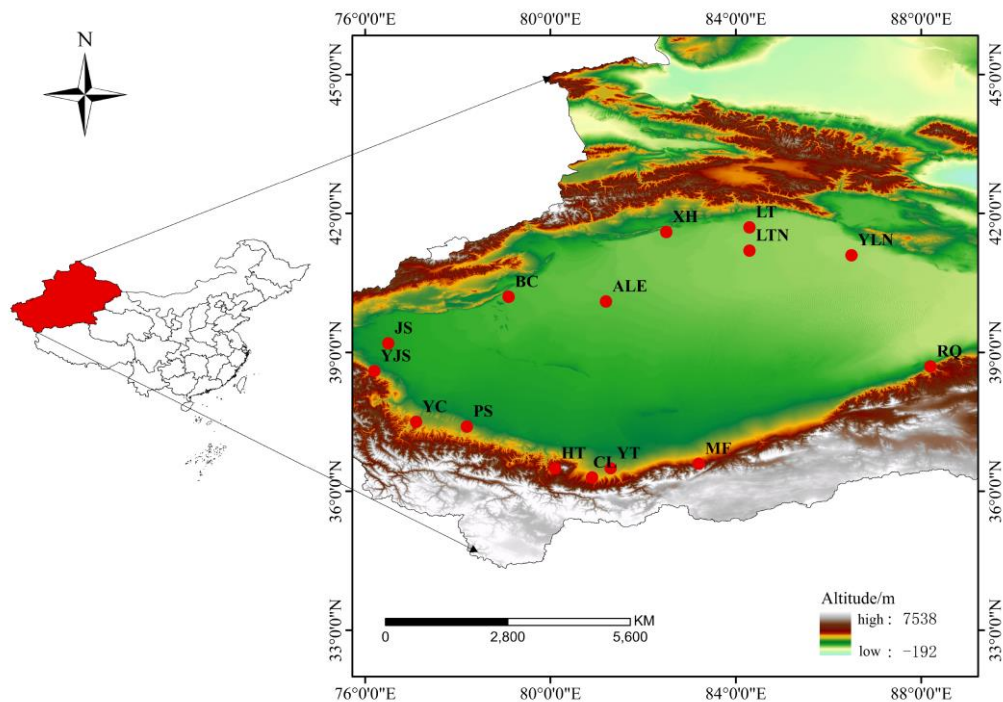 76°0'0"E 80°0'0"E 84°0'0"E 88°0'0"E
N
45°0'0"N
45°0'0"N
42°0'0"N
42°0'0"N
39°0'0"N
39°0'0"N
36°0'0"N
36°0'0"N
33°0'0"N
33°0'0"N
XH
LT
LTN
YLN
BC
ALE
JS
YJS
RQ
YC
PS
HT
CL
YT
MF
Altitude/m
high : 7538
low : -192
KM
0 2,800 5,600
76°0'0"E 80°0'0"E 84°0'0"E 88°0'0"E